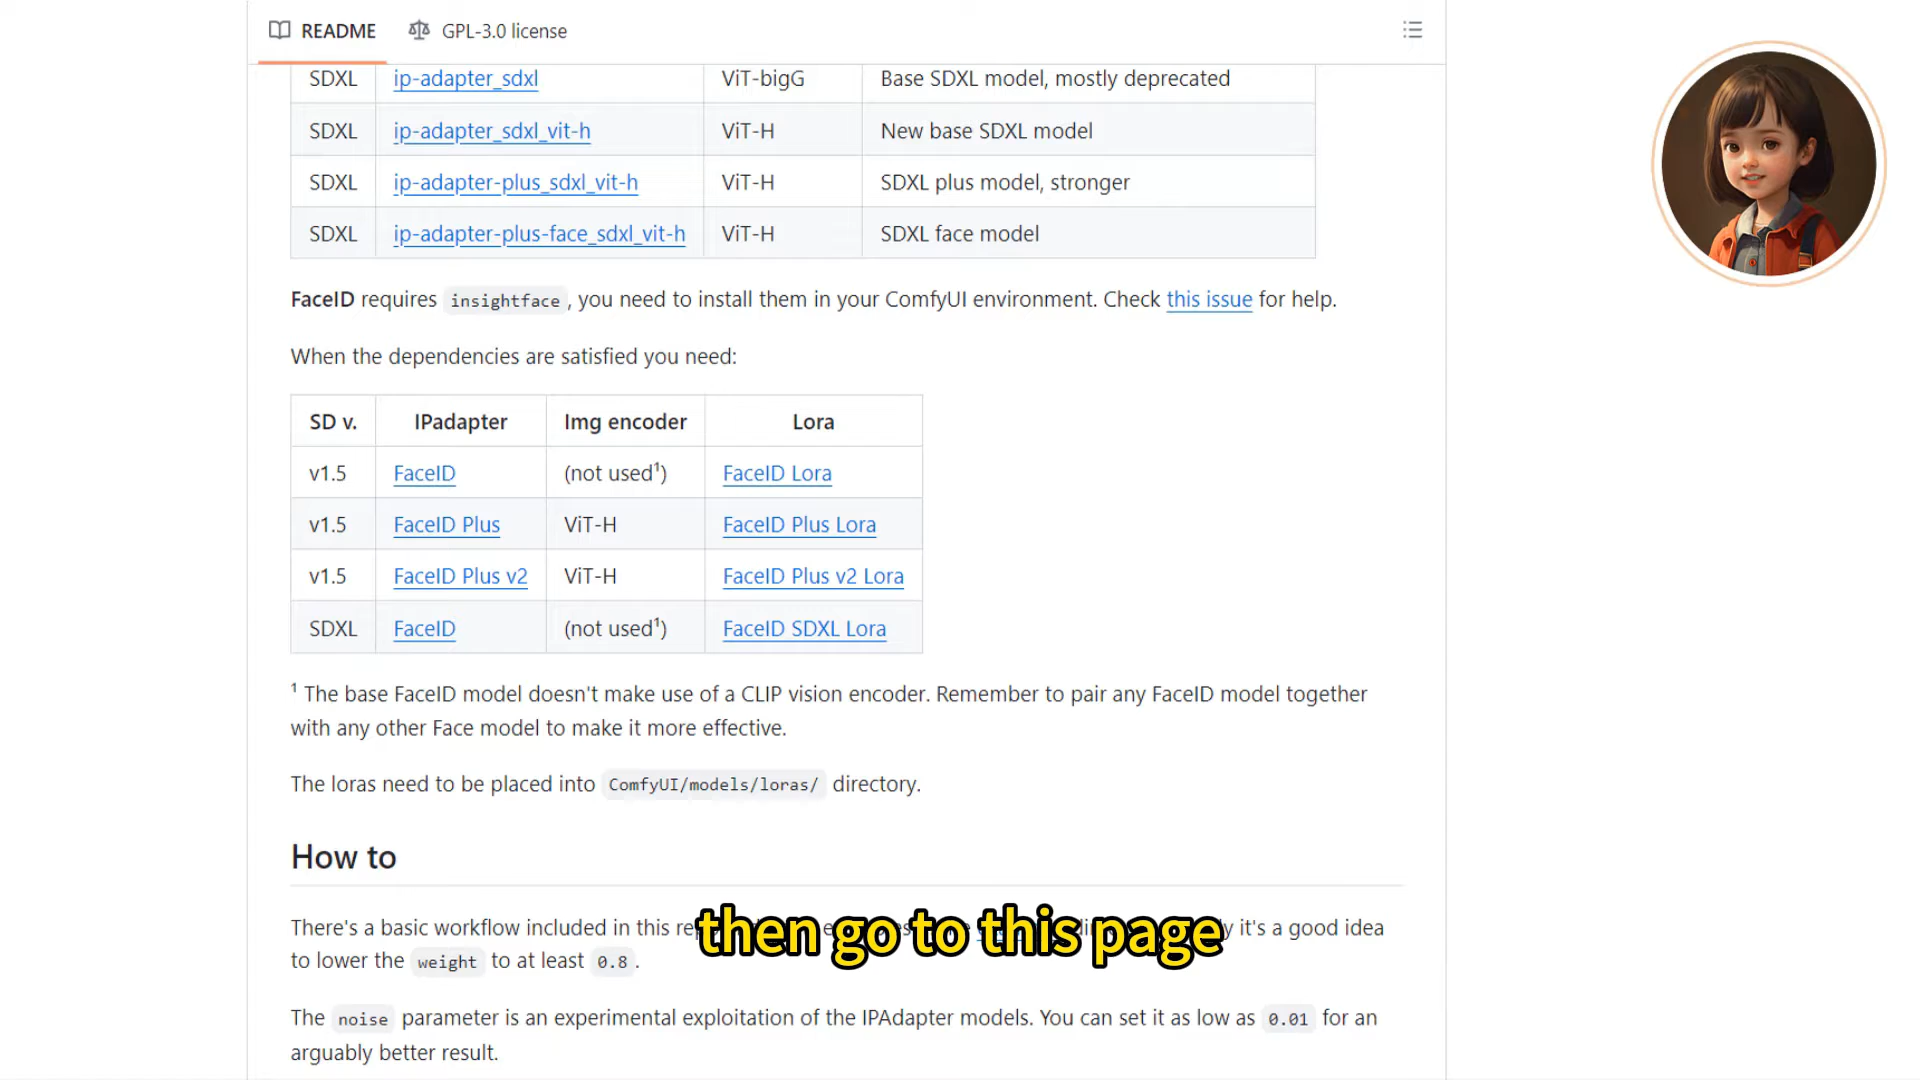 README GPL-3.0 license
SDXL ip-adapter_sdxl ViT-bigG Base SDXL model, mostly deprecated
SDXL ip-adapter_sdxl_vit-h ViT-H New base SDXL model
SDXL ip-adapter-plus_sdxl_vit-h ViT-H SDXL plus model, stronger
SDXL ip-adapter-plus-face_sdxl_vit-h ViT-H SDXL face model
FaceID requires insightface, you need to install them in your ComfyUI environment. Check this issue for help.
When the dependencies are satisfied you need:
SD v. IPadapter Img encoder Lora
v1.5 FaceID (not used¹) FaceID Lora
v1.5 FaceID Plus ViT-H FaceID Plus Lora
v1.5 FaceID Plus v2 ViT-H FaceID Plus v2 Lora
SDXL FaceID (not used¹) FaceID SDXL Lora
¹ The base FaceID model doesn't make use of a CLIP vision encoder. Remember to pair any FaceID model together
with any other Face model to make it more effective.
The loras need to be placed into ComfyUI/models/loras/ directory.
How to
There's a basic workflow included in this it's a good idea
then go to this page
to lower the weight to at least 0.8.
The noise parameter is an experimental exploitation of the IPAdapter models. You can set it as low as 0.01 for an
arguably better result.